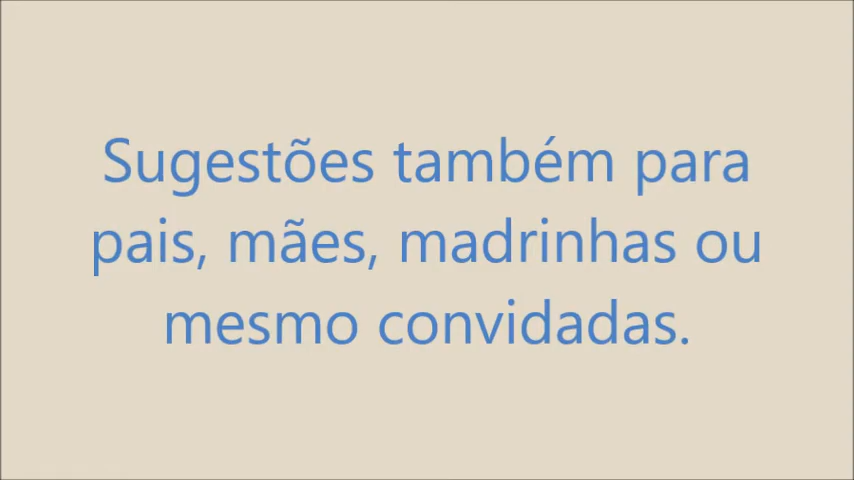 Sugestões também para
pais, mães, madrinhas ou
mesmo convidadas.